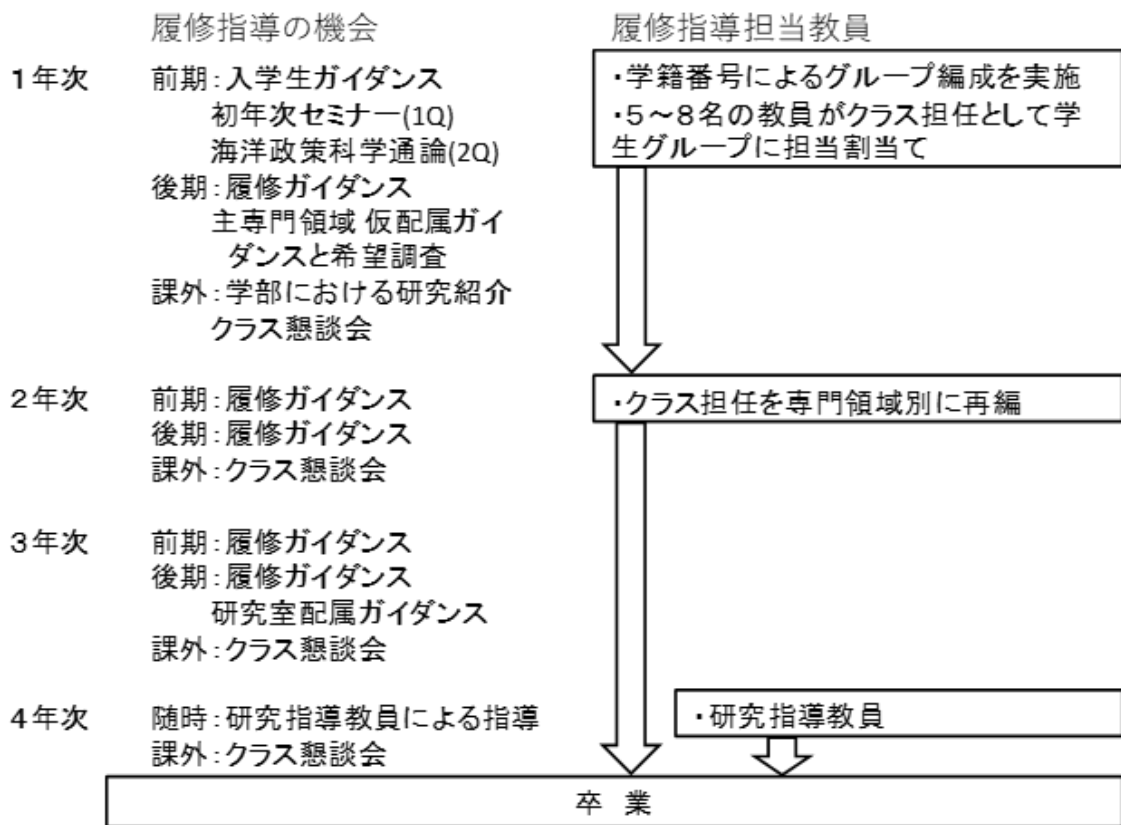 履修指導の機会
履修指導担当教員
1年次
前期:入学生ガイダンス
初年次セミナー(1Q)
海洋政策科学通論(2Q)
後期:履修ガイダンス
主専門領域 仮配属ガイ
ダンスと希望調査
課外:学部における研究紹介
クラス懇談会
・学籍番号によるグループ編成を実施
・5~8名の教員がクラス担任として学
生グループに担当割当て
2年次
前期:履修ガイダンス
後期:履修ガイダンス
課外:クラス懇談会
・クラス担任を専門領域別に再編
3年次
前期:履修ガイダンス
後期:履修ガイダンス
研究室配属ガイダンス
課外:クラス懇談会
4年次
随時:研究指導教員による指導
課外:クラス懇談会
・研究指導教員
卒 業